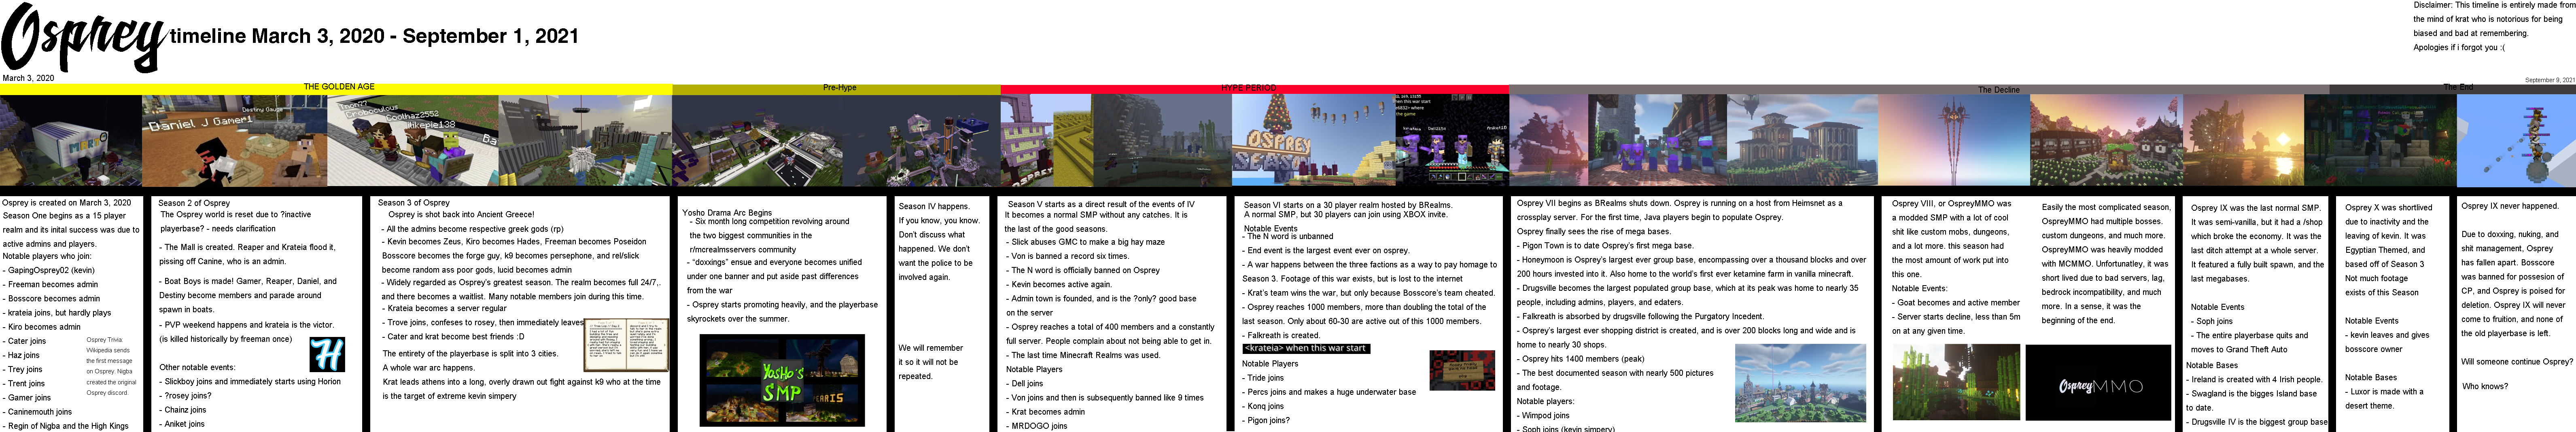 Osprey timeline March 3, 2020 - September 1, 2021
Disclaimer: This timeline is entirely made from
the mind of krat who is notorious for being
biased and bad at remembering.
Apologies if i forgot you :(
March 3, 2020
September 9, 2021
THE GOLDEN AGE
Pre-Hype
HYPE PERIOD
The Decline
The End
Daniel J Gamer1
Destiny Gauge
Coolhaz2552
OSPREY
Osprey is created on March 3, 2020
Season One begins as a 15 player
realm and its inital success was due to
active admins and players.
Notable players who join:
- GapingOsprey02 (kevin)
- Freeman becomes admin
- Bosscore becomes admin
- krateia joins, but hardly plays
- Kiro becomes admin
- Cater joins
- Haz joins
- Trey joins
- Trent joins
- Gamer joins
- Caninemouth joins
- Regin of Nigba and the High Kings
Osprey Trivia:
Wikipedia sends
the first message
on Osprey. Nigba
created the original
Osprey discord.
Season 2 of Osprey
The Osprey world is reset due to ?inactive
playerbase? - needs clarification
- The Mall is created. Reaper and Krateia flood it,
pissing off Canine, who is an admin.
- Boat Boys is made! Gamer, Reaper, Daniel, and
Destiny become members and parade around
spawn in boats.
- PVP weekend happens and krateia is the victor.
(is killed historically by freeman once)
Other notable events:
- Slickboy joins and immediately starts using Horion
- ?rosey joins?
- Chainz joins
- Aniket joins
H
Season 3 of Osprey
Osprey is shot back into Ancient Greece!
- All the admins become respective greek gods (rp)
- Kevin becomes Zeus, Kiro becomes Hades, Freeman becomes Poseidon
Bosscore becomes the forge guy, k9 becomes persephone, and rel/slick
become random ass poor gods, lucid becomes admin
- Widely regarded as Osprey's greatest season. The realm becomes full 24/7,.
and there becomes a waitlist. Many notable members join during this time.
- Krateia becomes a server regular
- Trove joins, confeses to rosey, then immediately leaves
- Cater and krat become best friends :D
The entirety of the playerbase is split into 3 cities.
A whole war arc happens.
Krat leads athens into a long, overly drawn out fight against k9 who at the time
is the target of extreme kevin simpery
Yosho Drama Arc Begins
- Six month long competition revolving around
the two biggest communities in the
r/mcrealmsservers community
- "doxxings" ensue and everyone becomes unified
under one banner and put aside past differences
from the war
- Osprey starts promoting heavily, and the playerbase
skyrockets over the summer.
YoSHo'S
SMP
Season IV happens.
If you know, you know.
Don't discuss what
happened. We don't
want the police to be
involved again.
We will remember
it so it will not be
repeated.
Season V starts as a direct result of the events of IV
It becomes a normal SMP without any catches. It is
the last of the good seasons.
- Slick abuses GMC to make a big hay maze
- Von is banned a record six times.
- The N word is officially banned on Osprey
- Kevin becomes active again.
- Admin town is founded, and is the ?only? good base
on the server
- Osprey reaches a total of 400 members and a constantly
full server. People complain about not being able to get in.
- The last time Minecraft Realms was used.
Notable Players
- Dell joins
- Von joins and then is subsequently banned like 9 times
- Krat becomes admin
- MRDOGO joins
Season VI starts on a 30 player realm hosted by BRealms.
A normal SMP, but 30 players can join using XBOX invite.
Notable Events
- The N word is unbanned
- End event is the largest event ever on osprey.
- A war happens between the three factions as a way to pay homage to
Season 3. Footage of this war exists, but is lost to the internet
- Krat's team wins the war, but only because Bosscore's team cheated.
- Osprey reaches 1000 members, more than doubling the total of the
last season. Only about 60-30 are active out of this 1000 members.
- Falkreath is created.
<krateia> when this war start
Notable Players
- Tride joins
- Percs joins and makes a huge underwater base
- Konq joins
- Pigon joins?
Osprey VII begins as BRealms shuts down. Osprey is running on a host from Heimsnet as a
crossplay server. For the first time, Java players begin to populate Osprey.
Osprey finally sees the rise of mega bases.
- Pigon Town is to date Osprey's first mega base.
- Honeymoon is Osprey's largest ever group base, encompassing over a thousand blocks and over
200 hours invested into it. Also home to the world's first ever ketamine farm in vanilla minecraft.
- Drugsville becomes the largest populated group base, which at its peak was home to nearly 35
people, including admins, players, and edaters.
- Falkreath is absorbed by drugsville following the Purgatory Incedent.
- Osprey's largest ever shopping district is created, and is over 200 blocks long and wide and is
home to nearly 30 shops.
- Osprey hits 1400 members (peak)
- The best documented season with nearly 500 pictures
and footage.
Notable players:
- Wimpod joins
- Soph joins (kevin simpery)
Osprey VIII, or OspreyMMO was
a modded SMP with a lot of cool
shit like custom mobs, dungeons,
and a lot more. this season had
the most amount of work put into
this one.
Notable Events:
- Goat becomes and active member
- Server starts decline, less than 5m
on at any given time.
Easily the most complicated season,
OspreyMMO had multiple bosses.
custom dungeons, and much more.
OspreyMMO was heavily modded
with MCMMO. Unfortunatley, it was
short lived due to bad servers, lag,
bedrock incompatibility, and much
more. In a sense, it was the
beginning of the end.
OspreyMMO
Osprey IX was the last normal SMP.
It was semi-vanilla, but it had a /shop
which broke the economy. It was the
last ditch attempt at a whole server.
It featured a fully built spawn, and the
last megabases.
Notable Events
- Soph joins
- The entire playerbase quits and
moves to Grand Theft Auto
Notable Bases
- Ireland is created with 4 Irish people.
- Swagland is the bigges Island base
to date.
- Drugsville IV is the biggest group base
Osprey X was shortlived
due to inactivity and the
leaving of kevin. It was
Egyptian Themed, and
based off of Season 3
Not much footage
exists of this Season
Notable Events
- kevin leaves and gives
bosscore owner
Notable Bases
- Luxor is made with a
desert theme.
Osprey IX never happened.
Due to doxxing, nuking, and
shit management, Osprey
has fallen apart. Bosscore
was banned for possesion of
CP, and Osprey is poised for
deletion. Osprey IX will never
come to fruition, and none of
the old playerbase is left.
Will someone continue Osprey?
Who knows?